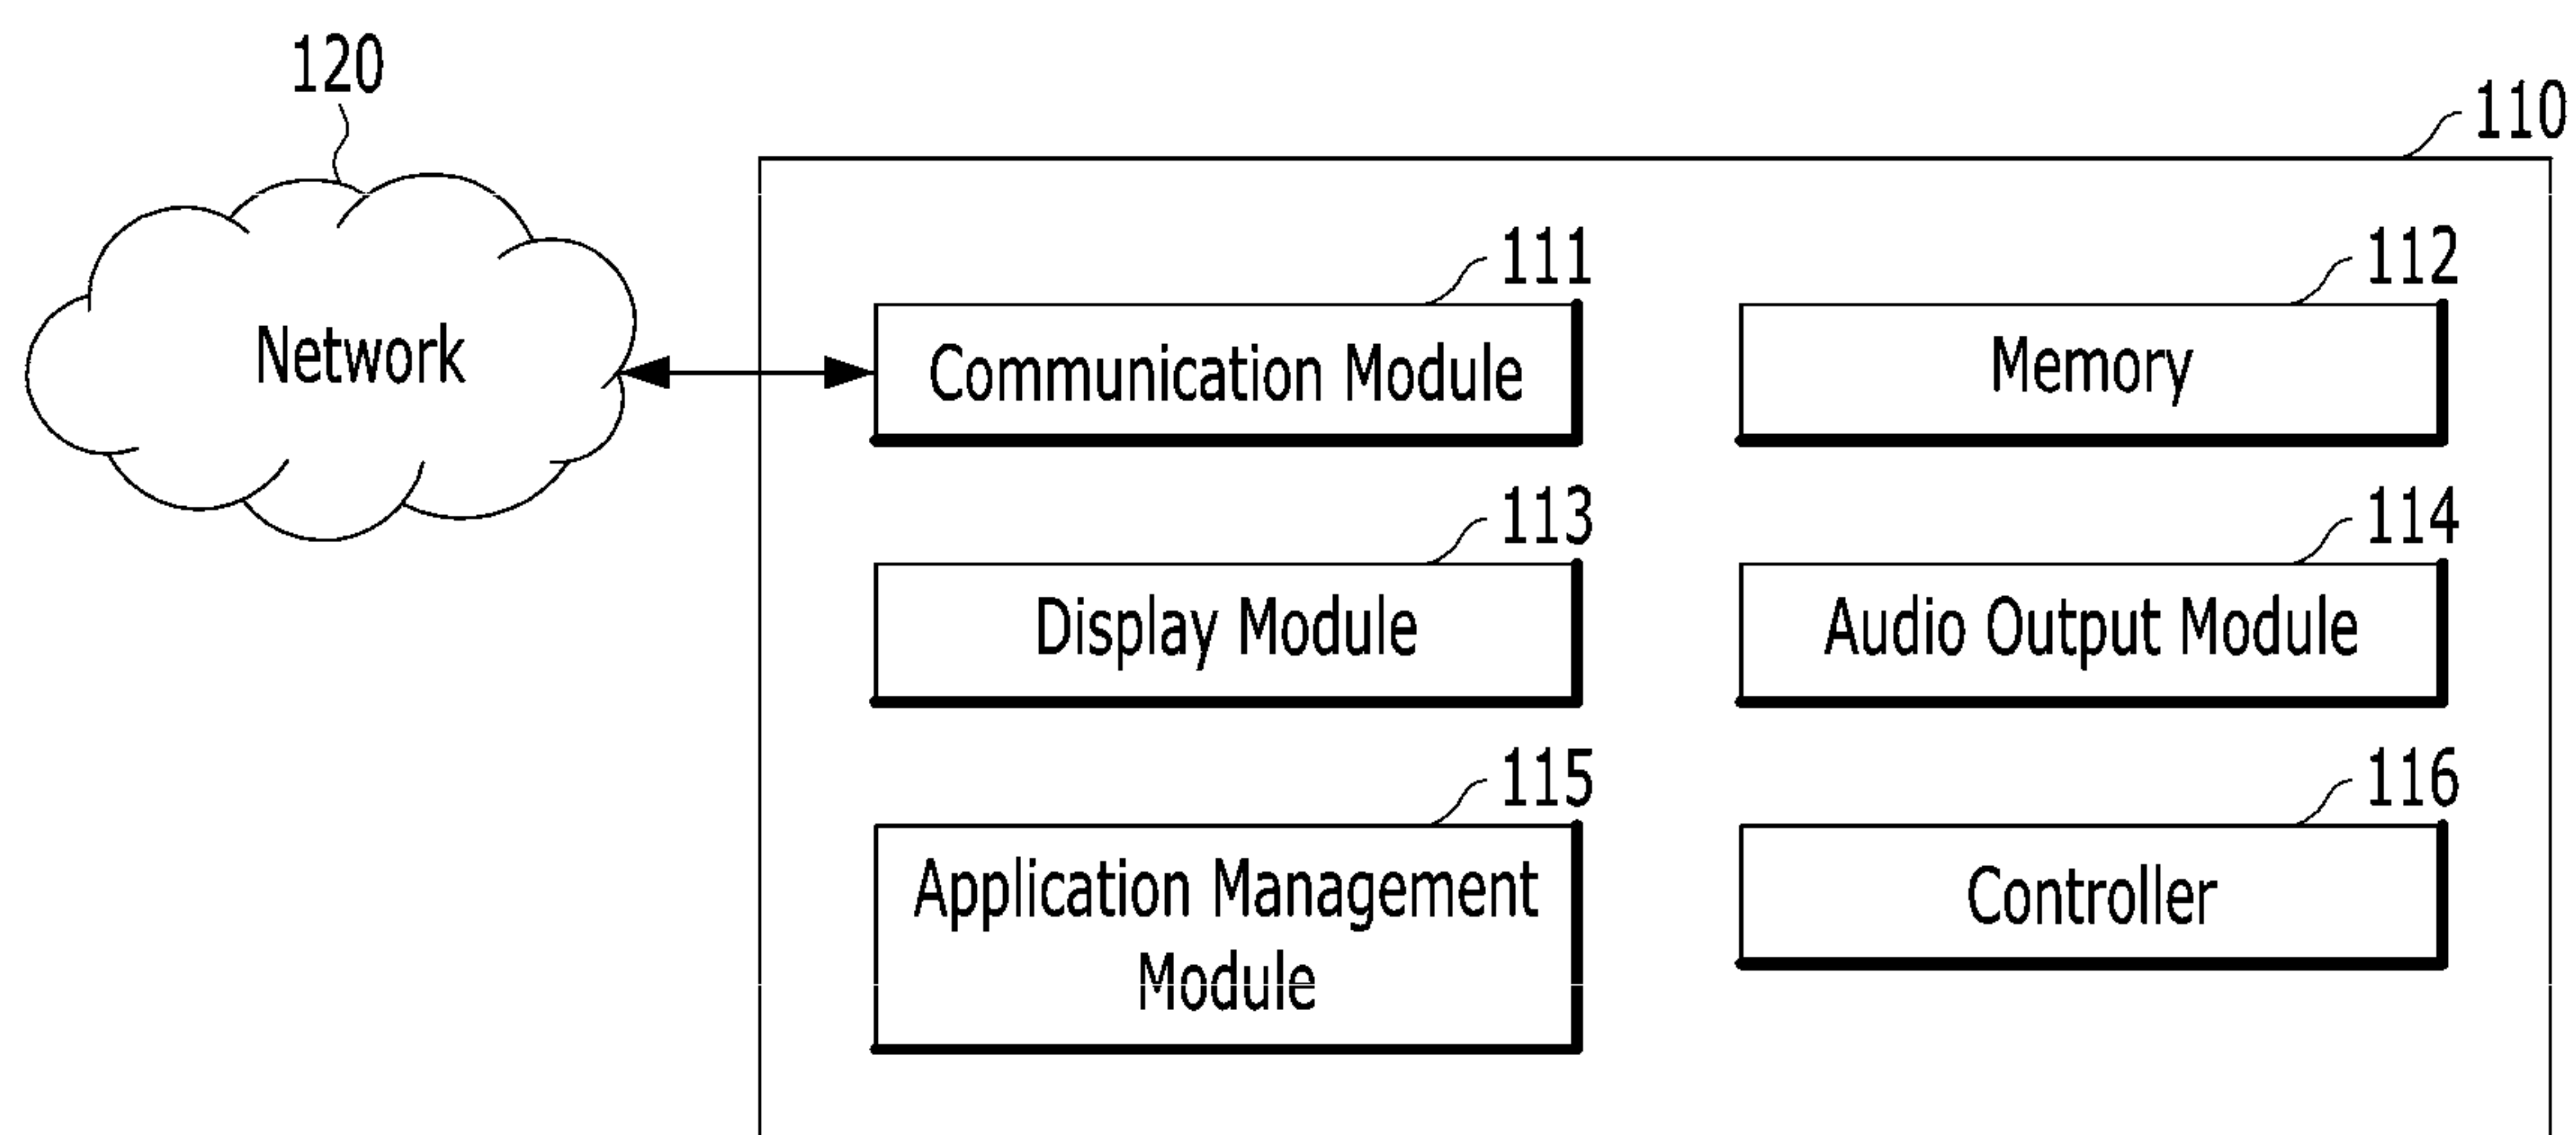 120
110
111
112
Network
Communication Module
Memory
113
114
Display Module
Audio Output Module
115
116
Application Management
Module
Controller